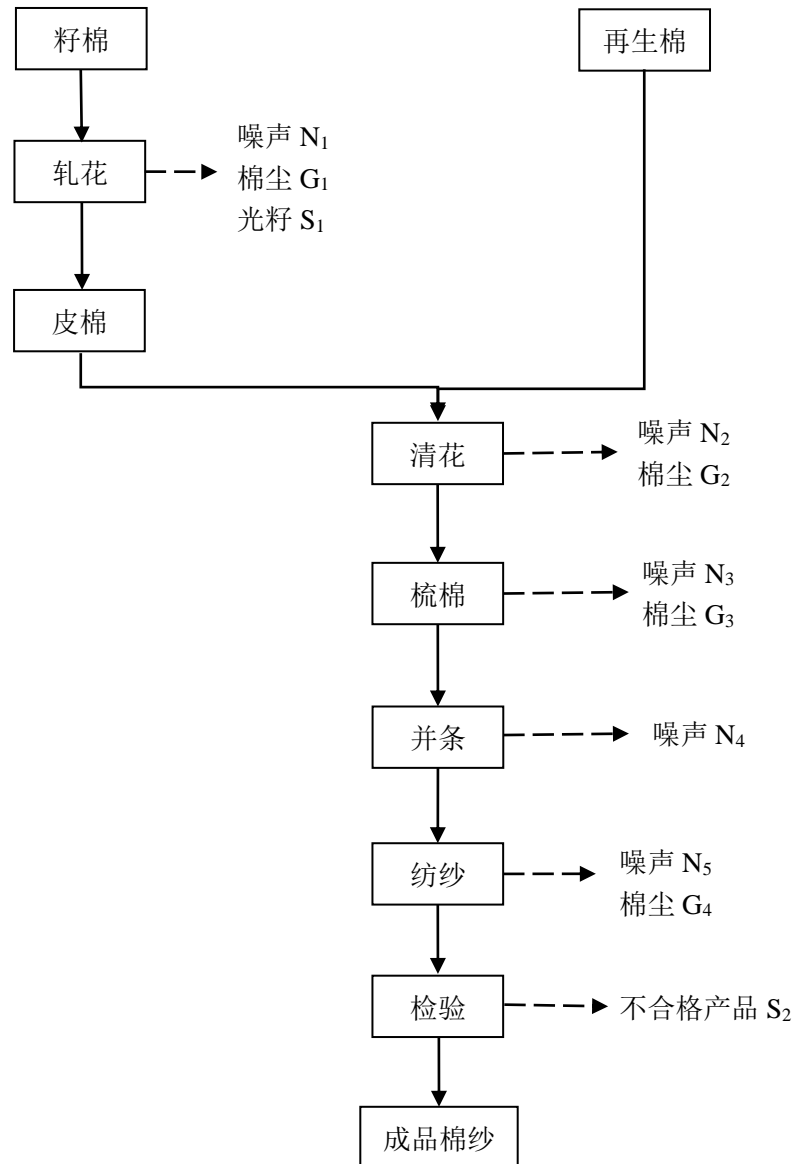 籽棉
再生棉
轧花
噪声 N₁
棉尘 G₁
光籽 S₁
皮棉
清花
噪声 N₂
棉尘 G₂
梳棉
噪声 N₃
棉尘 G₃
并条
噪声 N₄
纺纱
噪声 N₅
棉尘 G₄
检验
不合格产品 S₂
成品棉纱